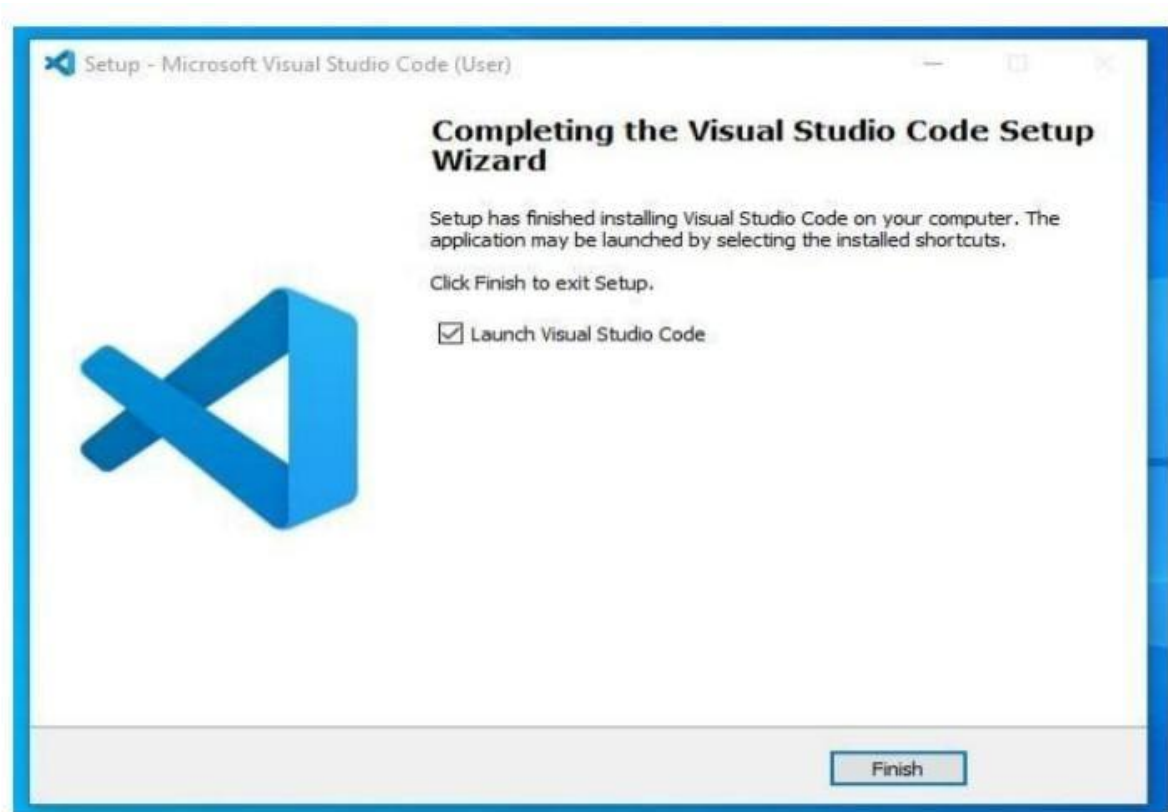 Setup - Microsoft Visual Studio Code (User)
Completing the Visual Studio Code Setup
Wizard
Setup has finished installing Visual Studio Code on your computer. The
application may be launched by selecting the installed shortcuts.
Click Finish to exit Setup.
Launch Visual Studio Code
Finish